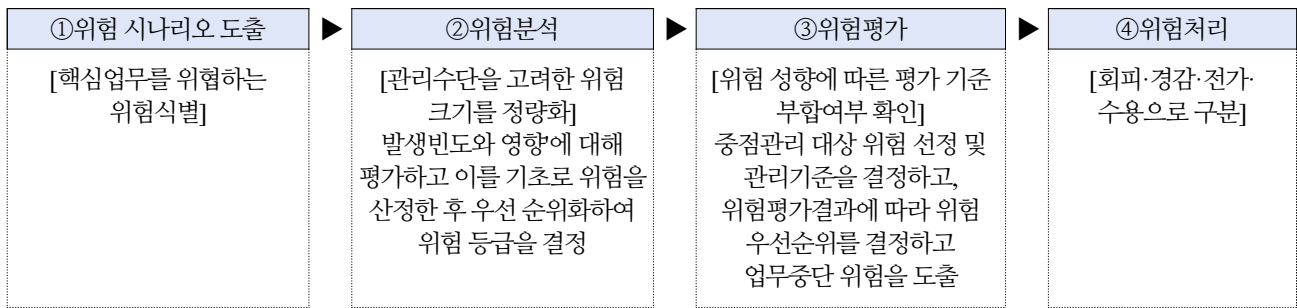 ①위험 시나리오 도출
▶
②위험분석
▶
③위험평가
▶
④위험처리
[핵심업무를 위협하는
위험식별]
[관리수단을 고려한 위험
크기를 정량화]
발생빈도와 영향'에 대해
평가하고 이를 기초로 위험을
산정한 후 우선 순위화하여
위험 등급을 결정
[위험 성향에 따른 평가 기준
부합여부 확인]
중점관리 대상 위험 선정 및
관리기준을 결정하고,
위험평가결과에 따라 위험
우선순위를 결정하고
업무중단 위험을 도출
[회피·경감·전가·
수용으로 구분]